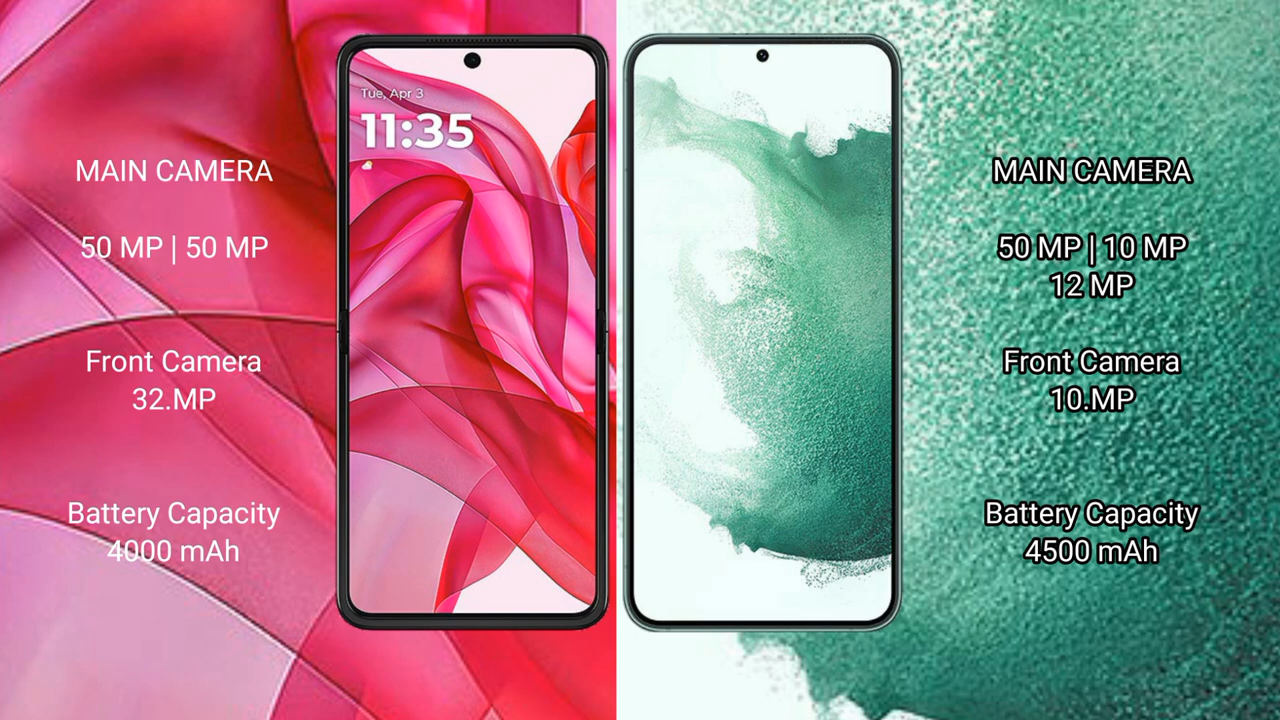 MAIN CAMERA
50 MP | 50 MP
Front Camera
32.MP
Battery Capacity
4000 mAh
Tue, Apr 3
11:35
MAIN CAMERA
50 MP | 10 MP
12 MP
Front Camera
10.MP
Battery Capacity
4500 mAh